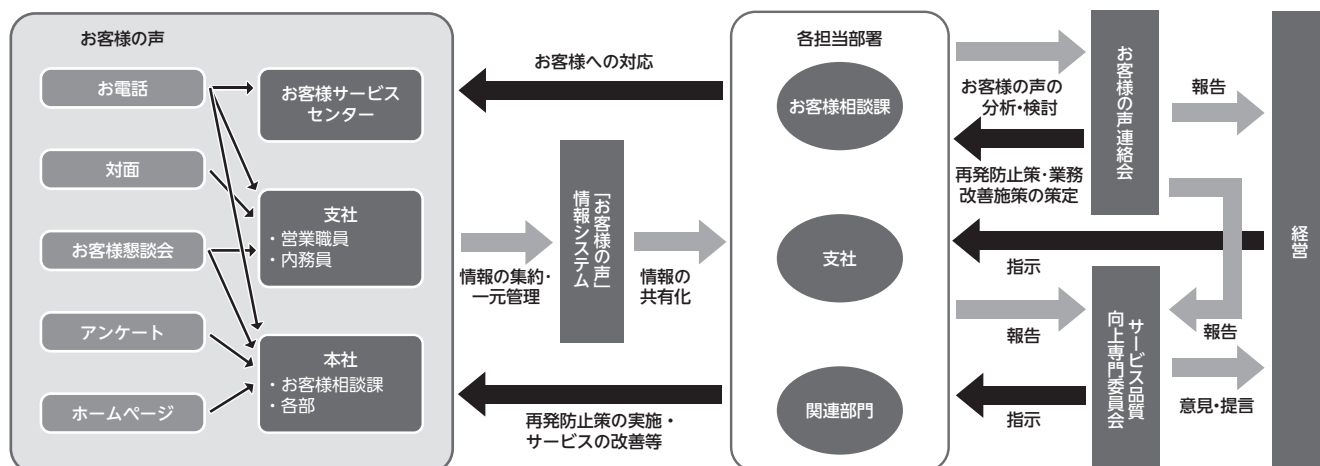 お客様の声
お電話
対面
お客様懇談会
アンケート
ホームページ
お客様サービス
センター
支社
・営業職員
・内務員
本社
・お客様相談課
・各部
お客様への対応
情報の集約・
一元管理
「お客様の声」
情報システム
情報の
共有化
再発防止策の実施・
サービスの改善等
各担当部署
お客様相談課
支社
関連部門
お客様の声の
分析・検討
再発防止策・業務
改善施策の策定
指示
報告
指示
お客様の声連絡会
サービス品質
向上専門委員会
報告
報告
意見・提言
経営